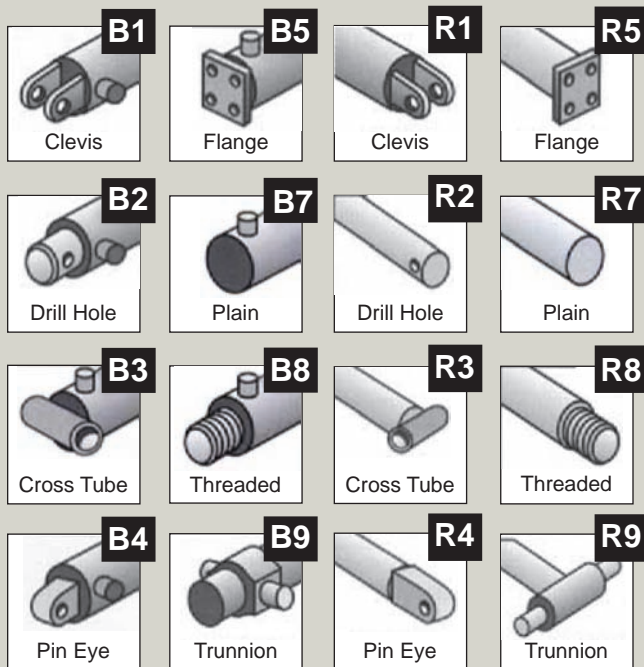 B1
B5
R1
R5
Clevis
Flange
Clevis
Flange
B2
B7
R2
R7
Drill Hole
Plain
Drill Hole
Plain
B3
B8
R3
R8
Cross Tube
Threaded
Cross Tube
Threaded
B4
B9
R4
R9
Pin Eye
Trunnion
Pin Eye
Trunnion